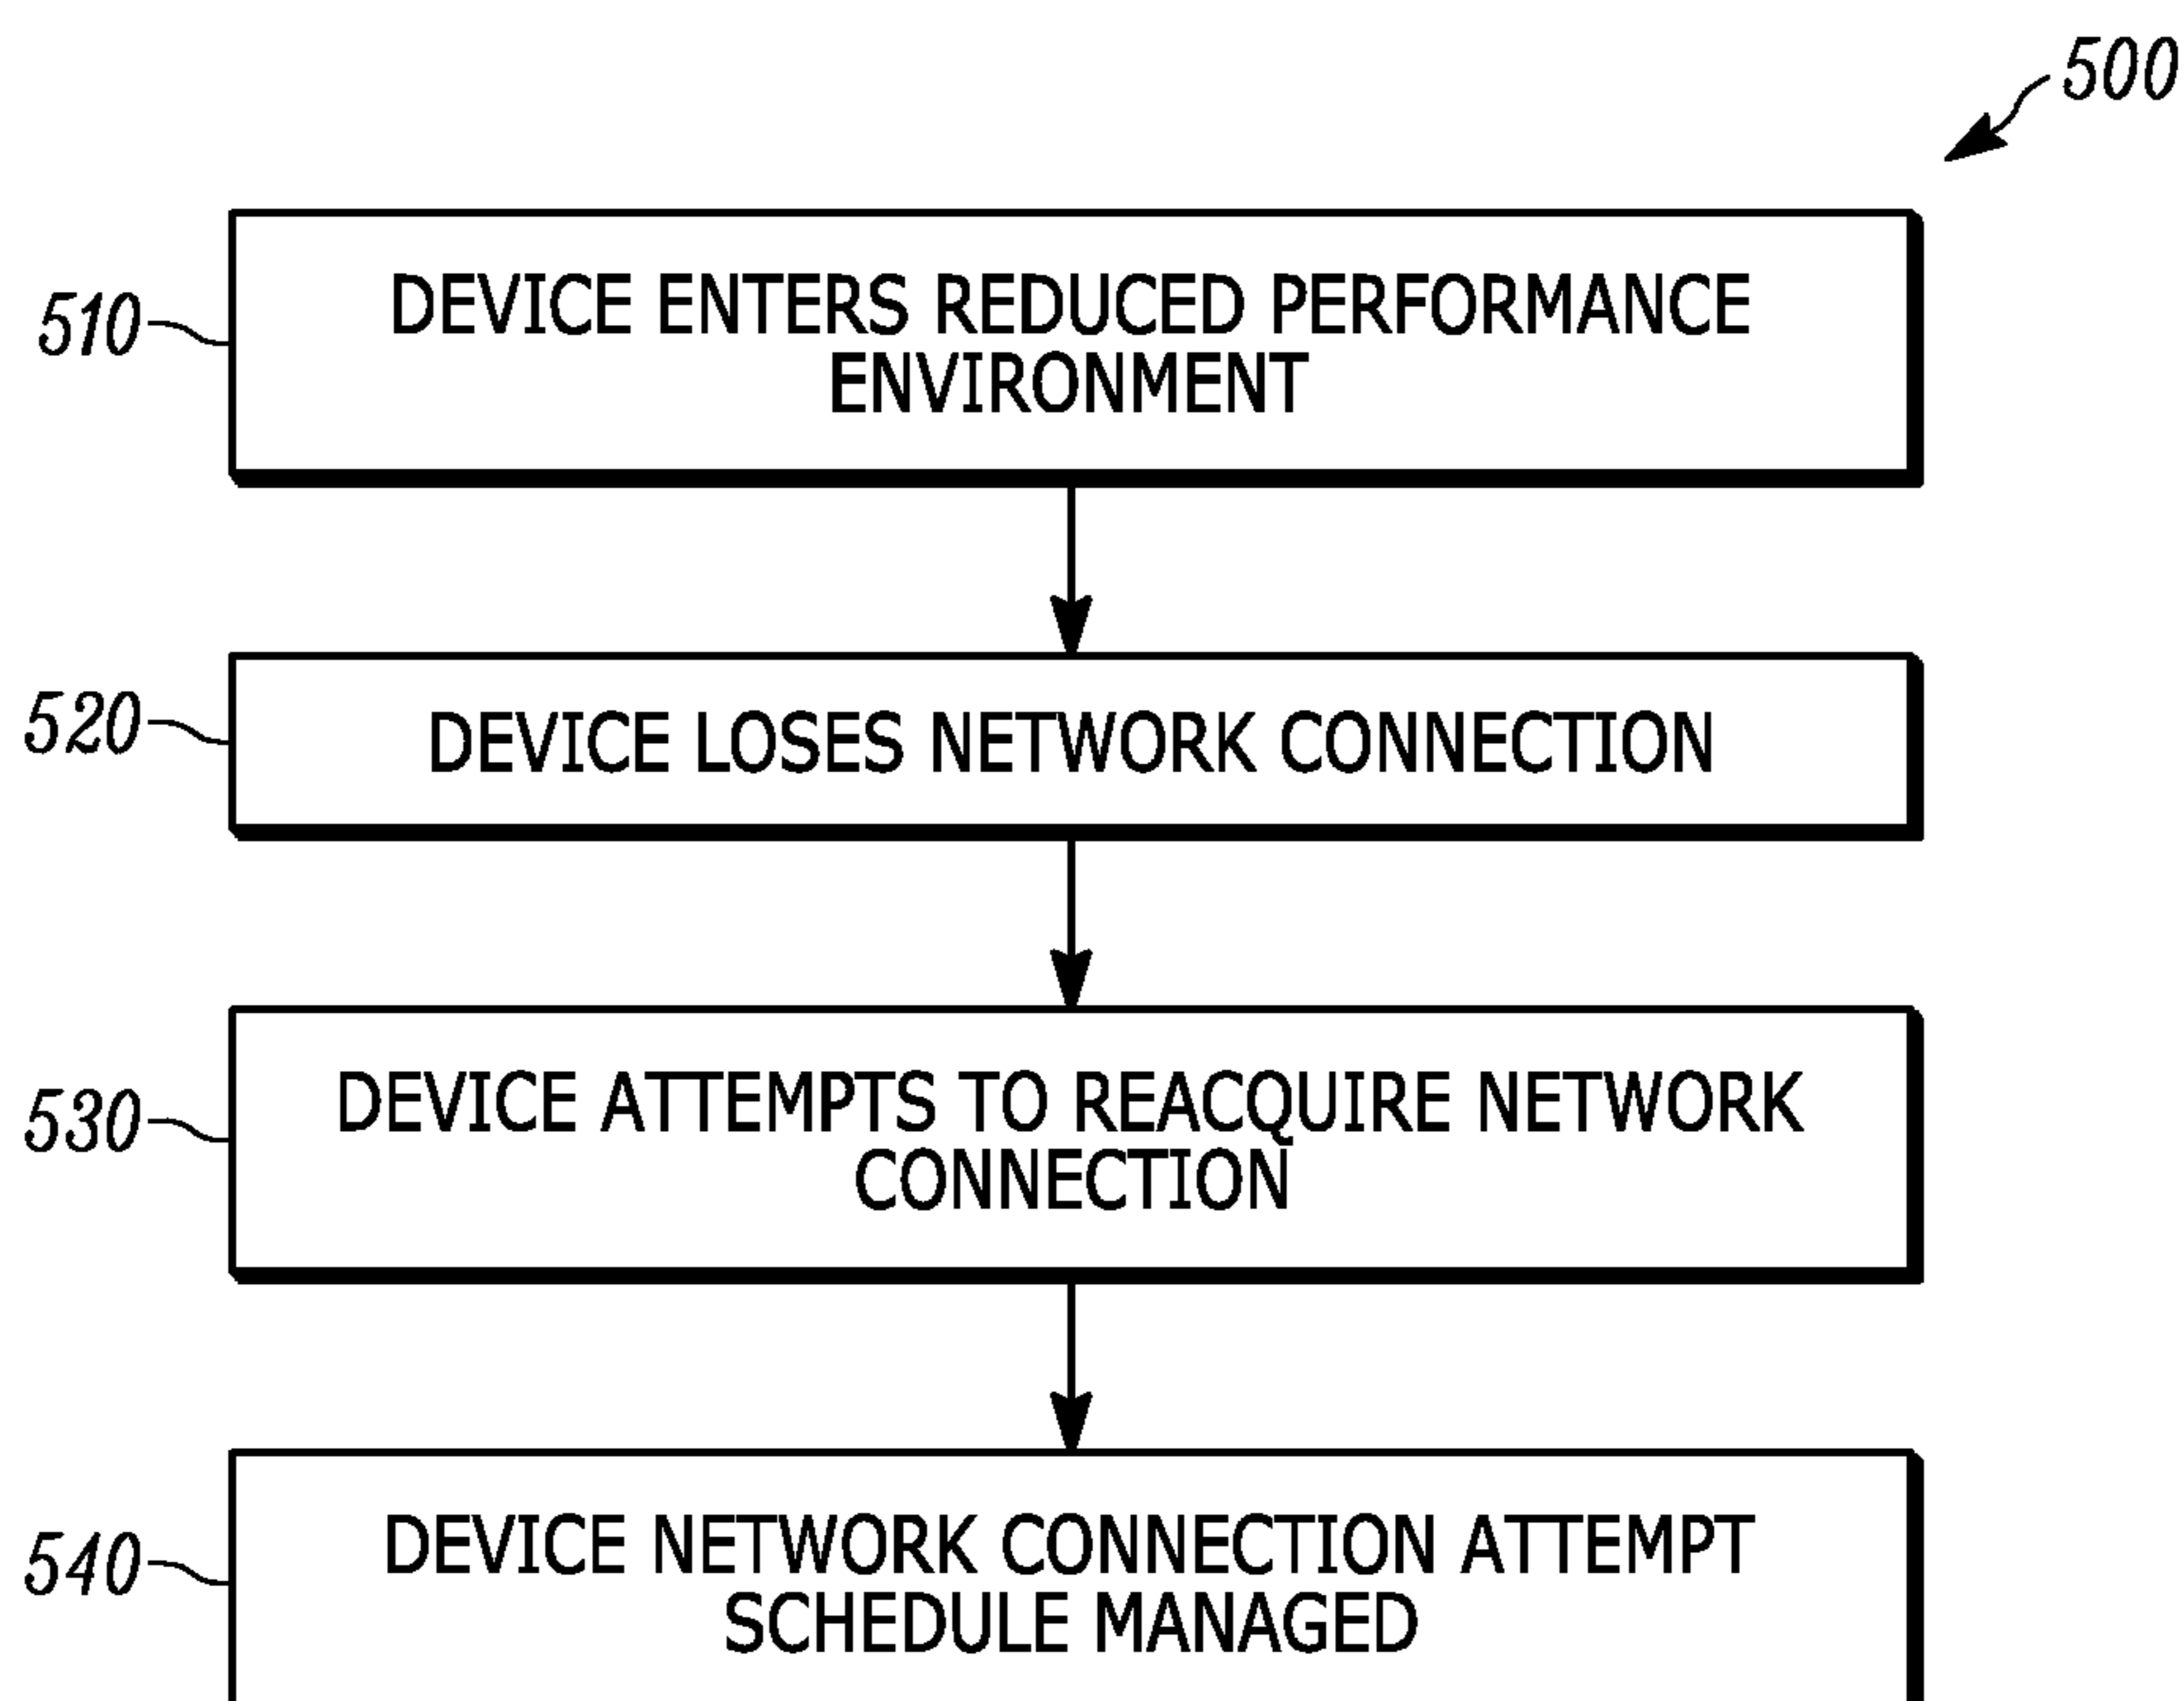 500
510
DEVICE ENTERS REDUCED PERFORMANCE
ENVIRONMENT
520
DEVICE LOSES NETWORK CONNECTION
530
DEVICE ATTEMPTS TO REACQUIRE NETWORK
CONNECTION
540
DEVICE NETWORK CONNECTION ATTEMPT
SCHEDULE MANAGED